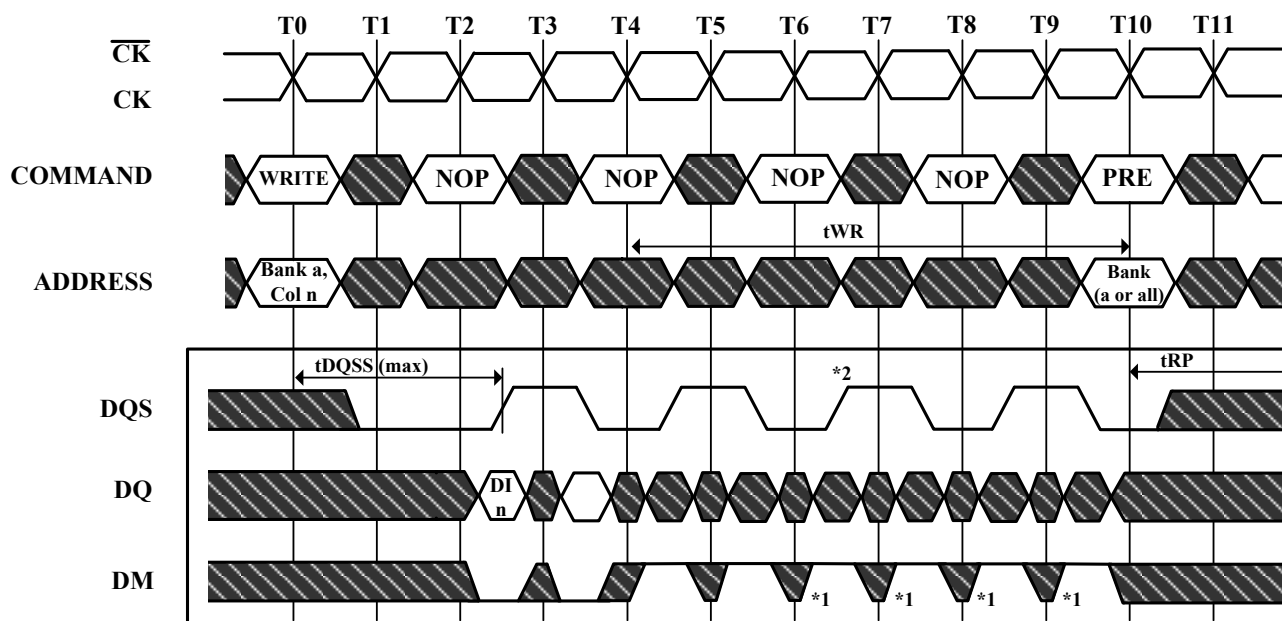 T0 T1 T2 T3 T4 T5 T6 T7 T8 T9 T10 T11
CK
CK
COMMAND
WRITE NOP NOP NOP NOP PRE
tWR
ADDRESS
Bank a,
Col n
Bank
(a or all)
tDQSS (max)
*2
tRP
DQS
DQ
DI
n
DM
*1 *1 *1 *1